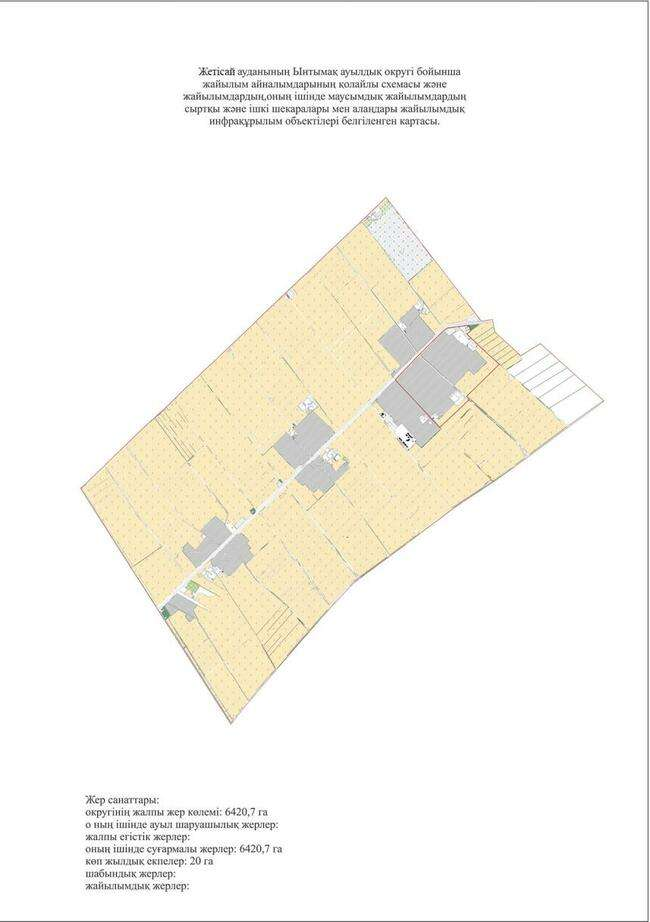 Жетісай ауданының Ынтымақ ауылдық округі бойынша
жайылым айналымдарының қолайлы схемасы және
жайылымдардың,оның ішінде маусымдық жайылымдардың
сыртқы және ішкі шекаралары мен алаңдары жайылымдық
инфрақұрылым объектілері белгіленген картасы.
Жер санаттары:
округінің жалпы жер көлемі: 6420,7 га
о ның ішінде ауыл шаруашылық жерлер:
жалпы егістік жерлер:
оның ішінде суғармалы жерлер: 6420,7 га
көп жылдық екпелер: 20 га
шабындық жерлер:
жайылымдық жерлер: